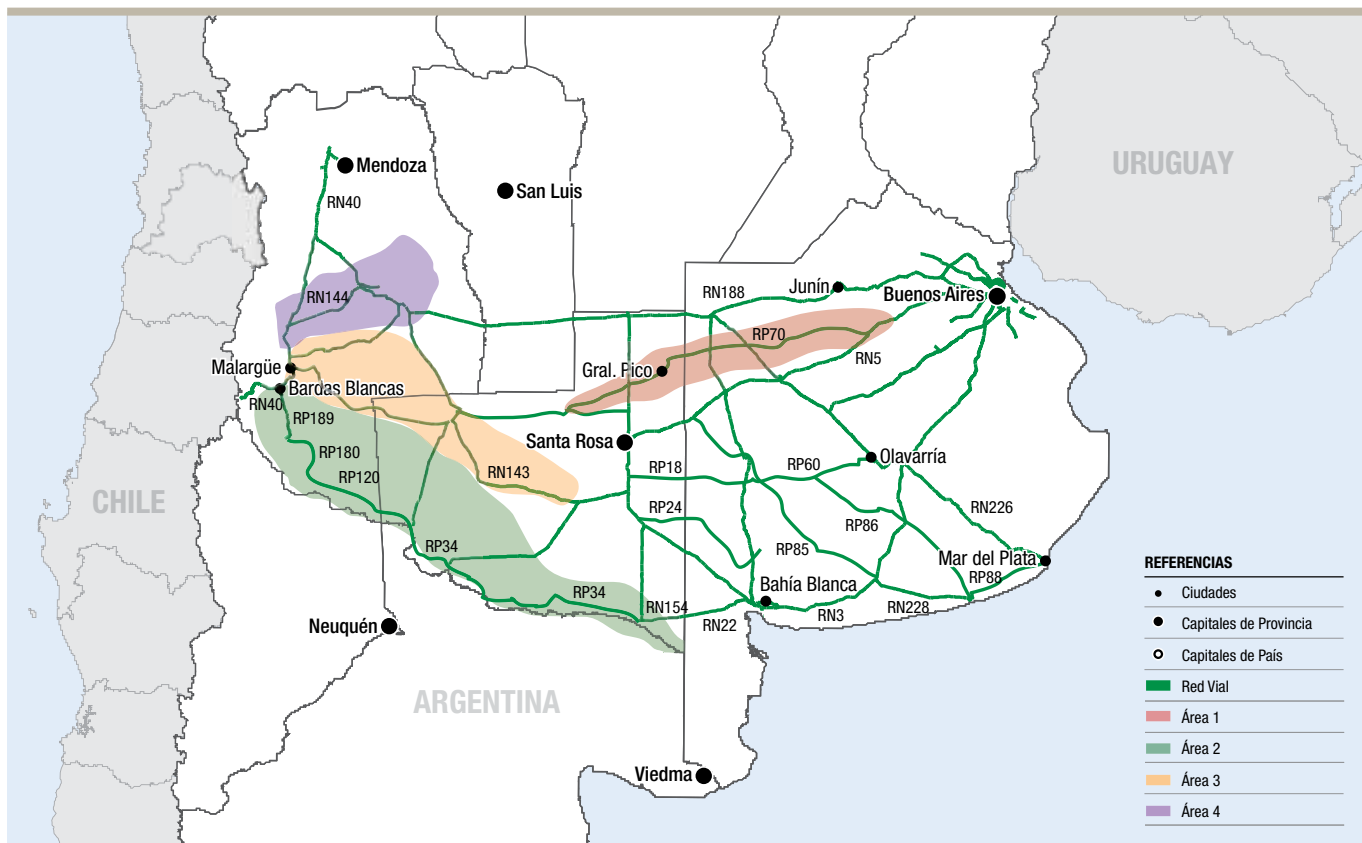 URUGUAY
Mendoza
San Luis
RN40
RN144
RN188
Junín
Buenos Aires
RP70
RN5
Malargüe
Gral. Pico
Bardas Blancas
RN40
RP189
RP180
RP120
Santa Rosa
RN143
RP18
RP60
Olavarría
CHILE
RP24
RP86
RN226
RP34
RP85
Mar del Plata
RP88
Bahía Blanca
RP34
RN154
RN22
RN3
RN228
Neuquén
ARGENTINA
Viedma
REFERENCIAS
Ciudades
Capitales de Provincia
Capitales de País
Red Vial
Área 1
Área 2
Área 3
Área 4